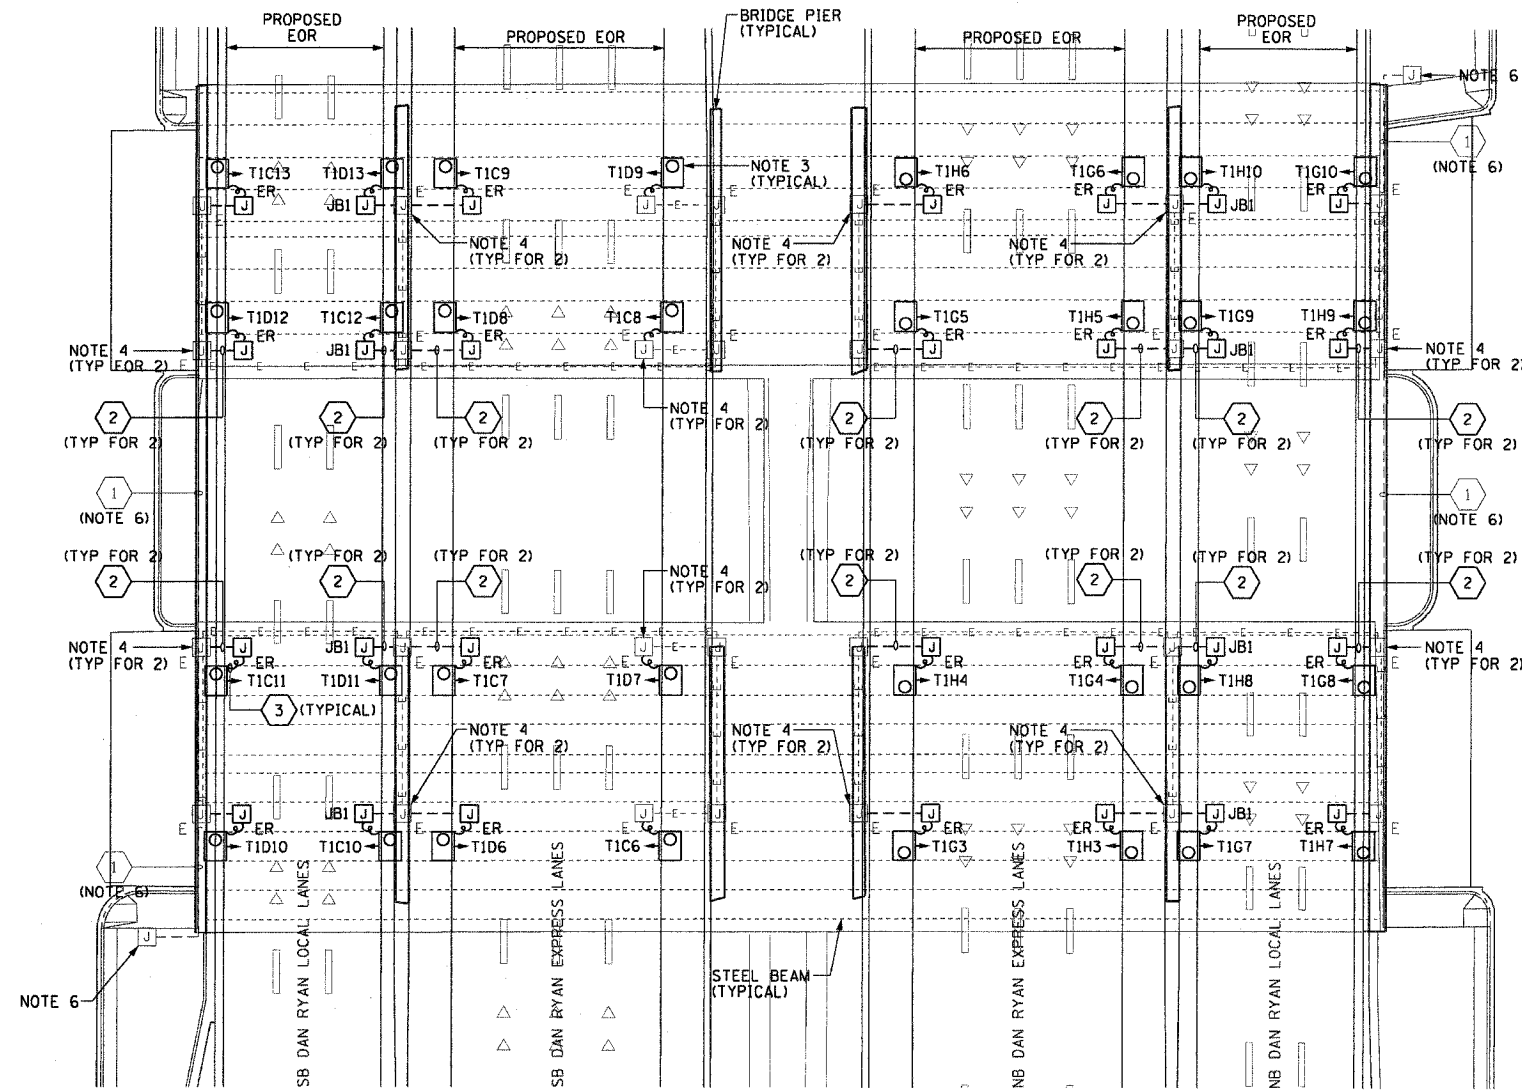 PROPOSED
EOR
PROPOSED EOR
BRIDGE PIER
(TYPICAL)
PROPOSED EOR
PROPOSED
EOR
J NOTE 6
1
(NOTE 6)
T1C13 T1D13 T1C9 T1D9 NOTE 3
(TYPICAL)
T1H6 T1G6 T1H10 T1G10
ER E ER E E ER ER E
J J JB1 J J J J E J J J J J J JB1 J J
E E
NOTE 4
(TYP FOR 2)
NOTE 4
(TYP FOR 2)
NOTE 4
(TYP FOR 2)
T1D12 T1C12 T1D8 T1C8 T1G5 T1H5 T1G9 T1H9
ER E ER E E ER ER E ER E
NOTE 4
(TYP FOR 2)
J J JB1 J J J J E J J J J J J JB1 J J
NOTE 4
(TYP FOR 2)
E E E E E E E E E E E E E E E E E
NOTE 4
(TYP FOR 2)
2 2 2 2 2 2 2
(TYP FOR 2) (TYP FOR 2) (TYP FOR 2) (TYP FOR 2) (TYP FOR 2) (TYP FOR 2) (TYP FOR 2)
1 1
(NOTE 6) (NOTE 6)
(TYP FOR 2) (TYP FOR 2) (TYP FOR 2) (TYP FOR 2) (TYP FOR 2) (TYP FOR 2) (TYP FOR 2)
2 2 2 2 2 2 2
NOTE 4
(TYP FOR 2)
E E E E E E E E E E E E E E E E
NOTE 4
(TYP FOR 2)
J J JB1 J J J J E J J J J J J JB1 J J
NOTE 4
(TYP FOR 2)
E ER E ER E E ER ER E ER E
T1C11 T1D11 T1C7 T1D7 T1H4 T1G4 T1H8 T1G8
3 (TYPICAL)
NOTE 4
(TYP FOR 2)
NOTE 4
(TYP FOR 2)
NOTE 4
(TYP FOR 2)
J J JB1 J J J J E J J J J J J JB1 J J
E ER E ER E E ER ER E ER E
T1D10 T1C10 T1D6 T1C6 T1G3 T1H3 T1G7 T1H7
1
(NOTE 6)
J
NOTE 6
STEEL BEAM
(TYPICAL)
SB DAN RYAN LOCAL LANES
SB DAN RYAN EXPRESS LANES
NB DAN RYAN EXPRESS LANES
NB DAN RYAN LOCAL LANES